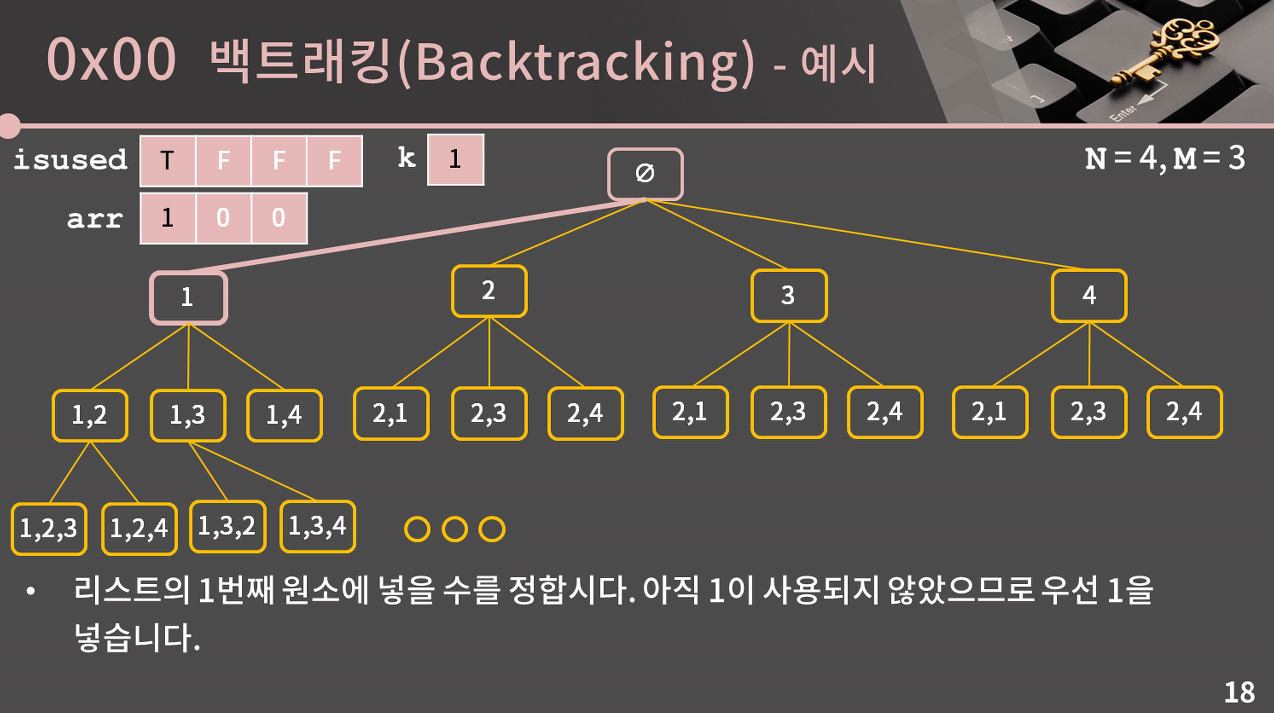 0x00 백트래킹(Backtracking) - 예시
Enter
isused T F F F k 1
N = 4, M = 3
arr 1 0 0
∅
1 2 3 4
1,2 1,3 1,4 2,1 2,3 2,4 2,1 2,3 2,4 2,1 2,3 2,4
1,2,3 1,2,4 1,3,2 1,3,4
• 리스트의 1번째 원소에 넣을 수를 정합시다. 아직 1이 사용되지 않았으므로 우선 1을
넣습니다.
18